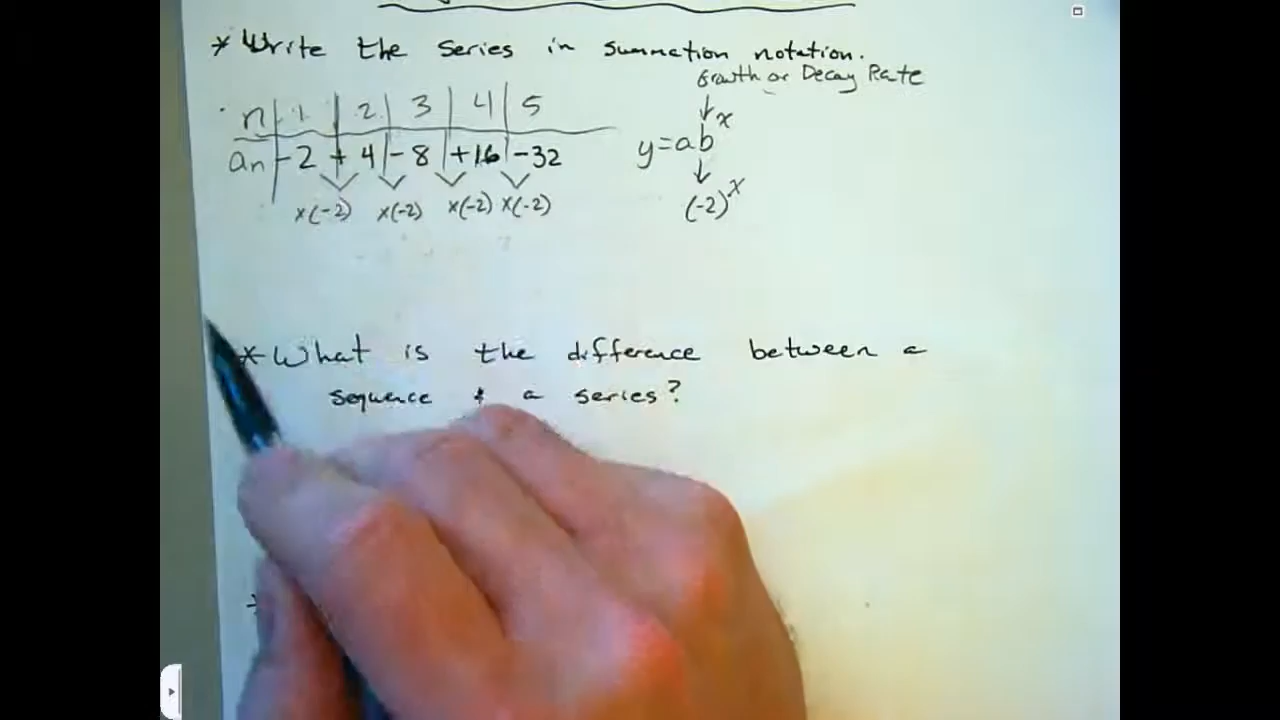 * Write the series in summation notation.
Growth or Decay Rate
n 1 2 3 4 5
an -2 + 4 - 8 +16 -32
x(-2) x(-2) x(-2) x(-2)
y=ab^x
(-2)^x
* What is the difference between a
sequence & a series?